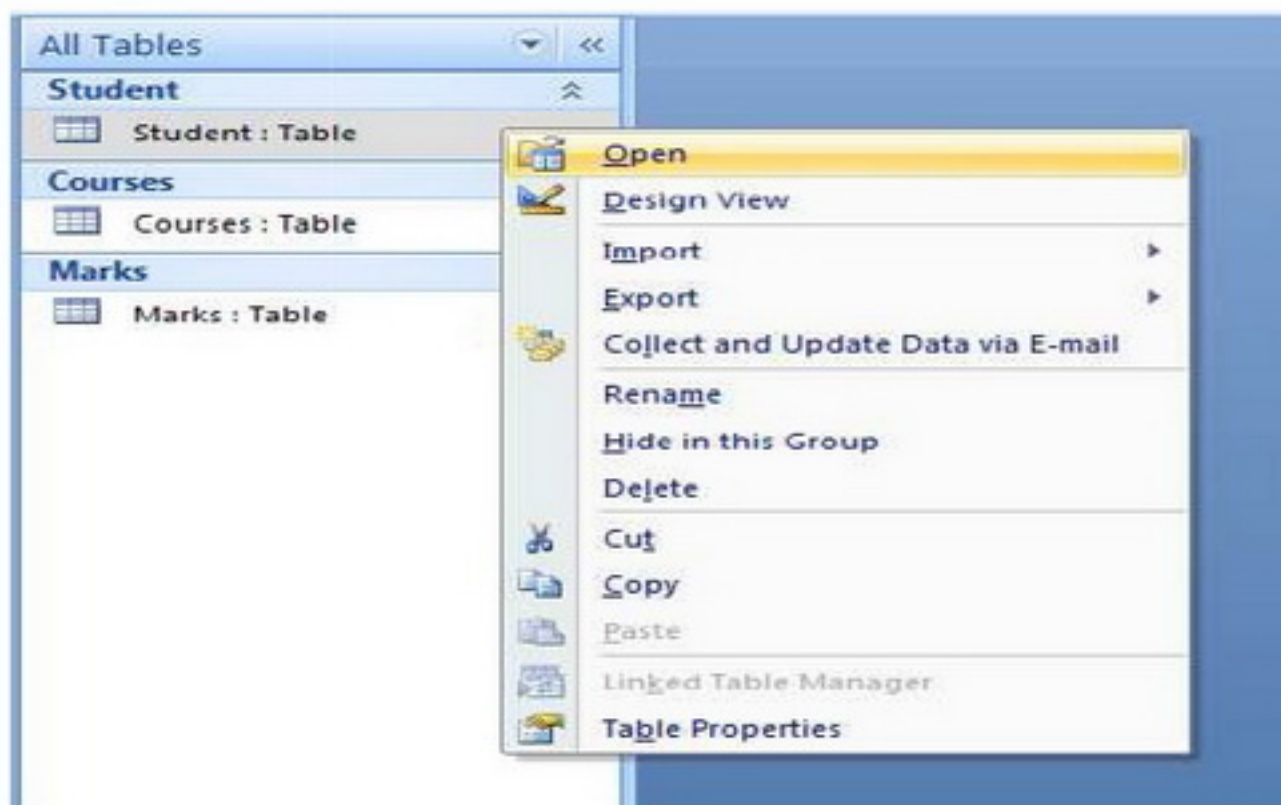 All Tables
Student
Student : Table
Courses
Courses : Table
Marks
Marks : Table
Open
Design View
Import
Export
Collect and Update Data via E-mail
Rename
Hide in this Group
Delete
Cut
Copy
Paste
Linked Table Manager
Table Properties